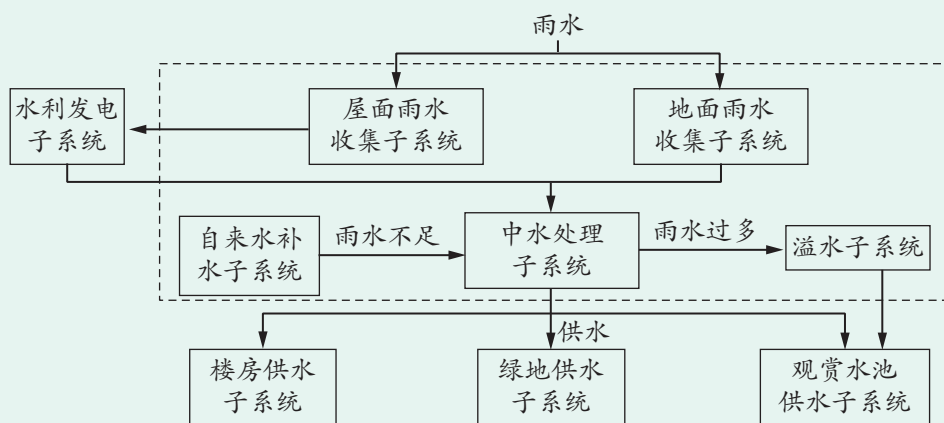 雨水
水利发电
子系统
屋面雨水
收集子系统
地面雨水
收集子系统
自来水补
水子系统
雨水不足
中水处理
子系统
雨水过多
溢水子系统
供水
楼房供水
子系统
绿地供水
子系统
观赏水池
供水子系统